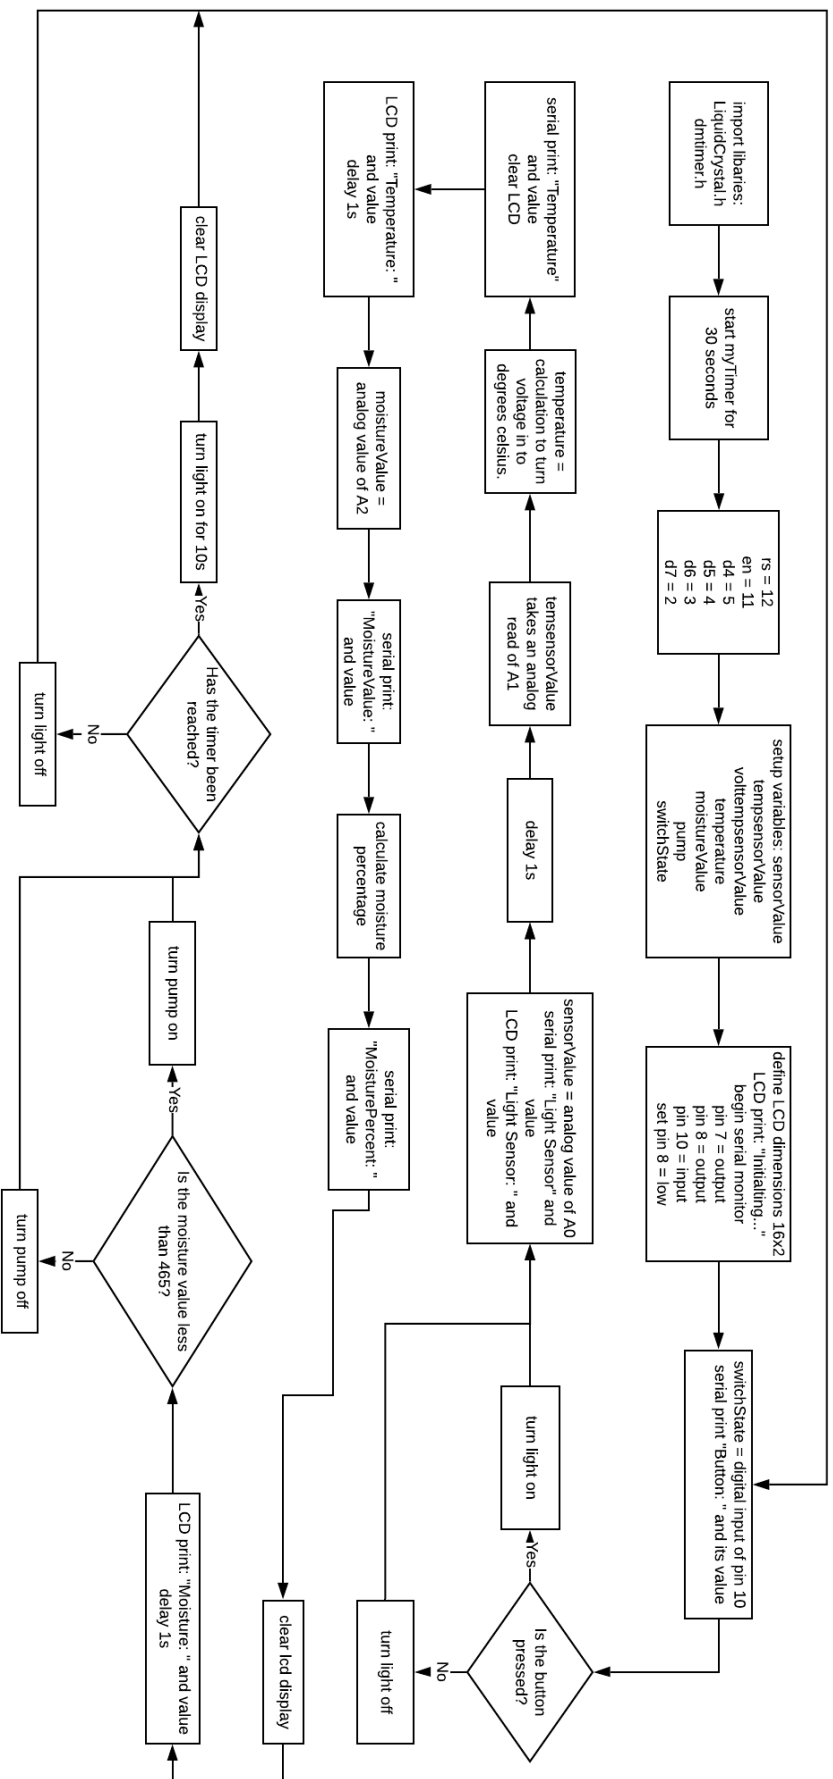 import libaries:
LiquidCrystal.h
dmtimer.h
start myTimer for
30 seconds
rs = 12
en = 11
d4 = 5
d5 = 4
d6 = 3
d7 = 2
setup variables: sensorValue
tempsensorValue
volttempsensorValue
temperature
moistureValue
pump
switchState
define LCD dimensions 16x2
LCD print: "Initialting..."
begin serial monitor
pin 7 = output
pin 8 = output
pin 10 = input
set pin 8 = low
switchState = digital input of pin 10
serial print "Button: " and its value
Is the button
pressed?
Yes
No
turn light on
turn light off
sensorValue = analog value of A0
serial print: "Light Sensor" and
value
LCD print: "Light Sensor: " and
value
delay 1s
temsensorValue
takes an analog
read of A1
temperature =
calculation to turn
voltage in to
degrees celsius.
serial print: "Temperature"
and value
clear LCD
LCD print: "Temperature: "
and value
delay 1s
moistureValue =
analog value of A2
serial print:
"MoistureValue: "
and value
calculate moisture
percentage
serial print:
"MoisturePercent: "
and value
clear lcd display
LCD print: "Moisture: " and value
delay 1s
Is the moisture value less
than 465?
Yes
No
turn pump on
turn pump off
Has the timer been
reached?
Yes
No
turn light on for 10s
turn light off
clear LCD display